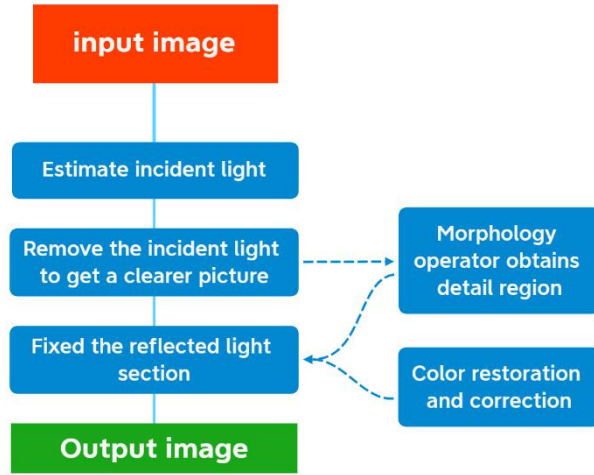 input image
Estimate incident light
Remove the incident light
to get a clearer picture
Morphology
operator obtains
detail region
Fixed the reflected light
section
Color restoration
and correction
Output image